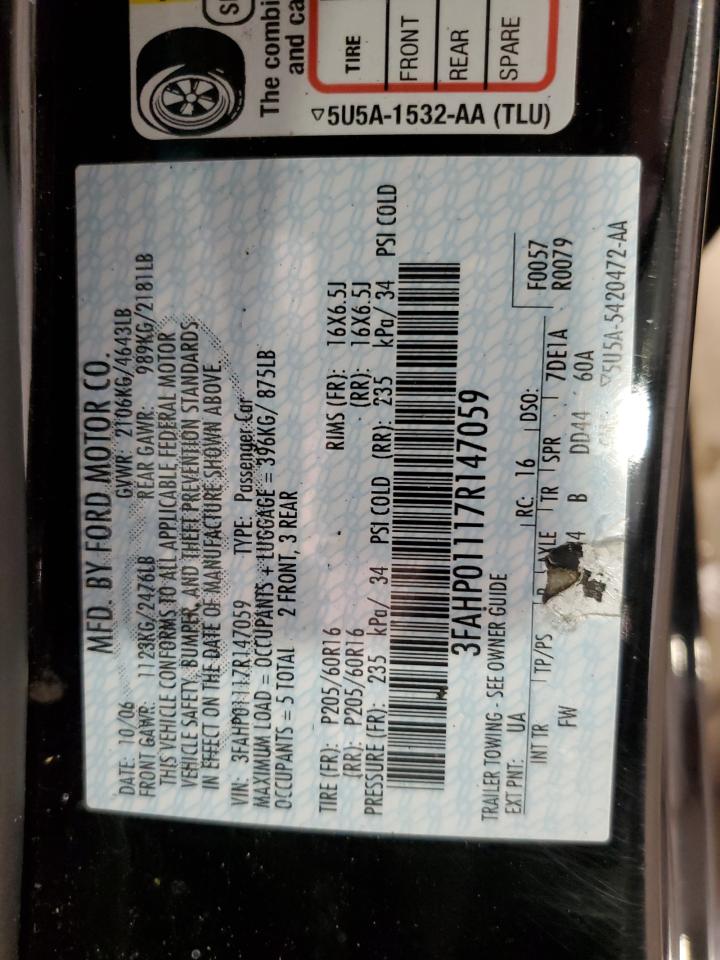 The combi
and ca
TIRE
FRONT
REAR
SPARE
▽5U5A-1532-AA (TLU)
MFD. BY FORD MOTOR CO.
DATE: 10/06 GVWR: 2106KG/4643LB
FRONT GAWR: 1123KG/2476LB REAR GAWR: 989KG/2181LB
THIS VEHICLE CONFORMS TO ALL APPLICABLE FEDERAL MOTOR
VEHICLE SAFETY, BUMPER, AND THEFT PREVENTION STANDARDS
IN EFFECT ON THE DATE OF MANUFACTURE SHOWN ABOVE.
VIN: 3FAHP01117R147059 TYPE: Passenger Car
MAXIMUM LOAD = OCCUPANTS + LUGGAGE = 396KG/ 875LB
OCCUPANTS = 5 TOTAL 2 FRONT, 3 REAR
TIRE (FR): P205/60R16 RIMS (FR): 16X6.5J
(RR): P205/60R16 (RR): 16X6.5J
PRESSURE (FR): 235 kPa/ 34 PSI COLD (RR): 235 kPa/ 34 PSI COLD
3FAHP01117R147059
TRAILER TOWING - SEE OWNER GUIDE
EXT PNT: UA RC: 16 DSO: F0057
INT TR TP/PS R AXLE TR SPR 7DE1A R0079
FW 4 B DD44 60A
▽5U5A-5420472-AA